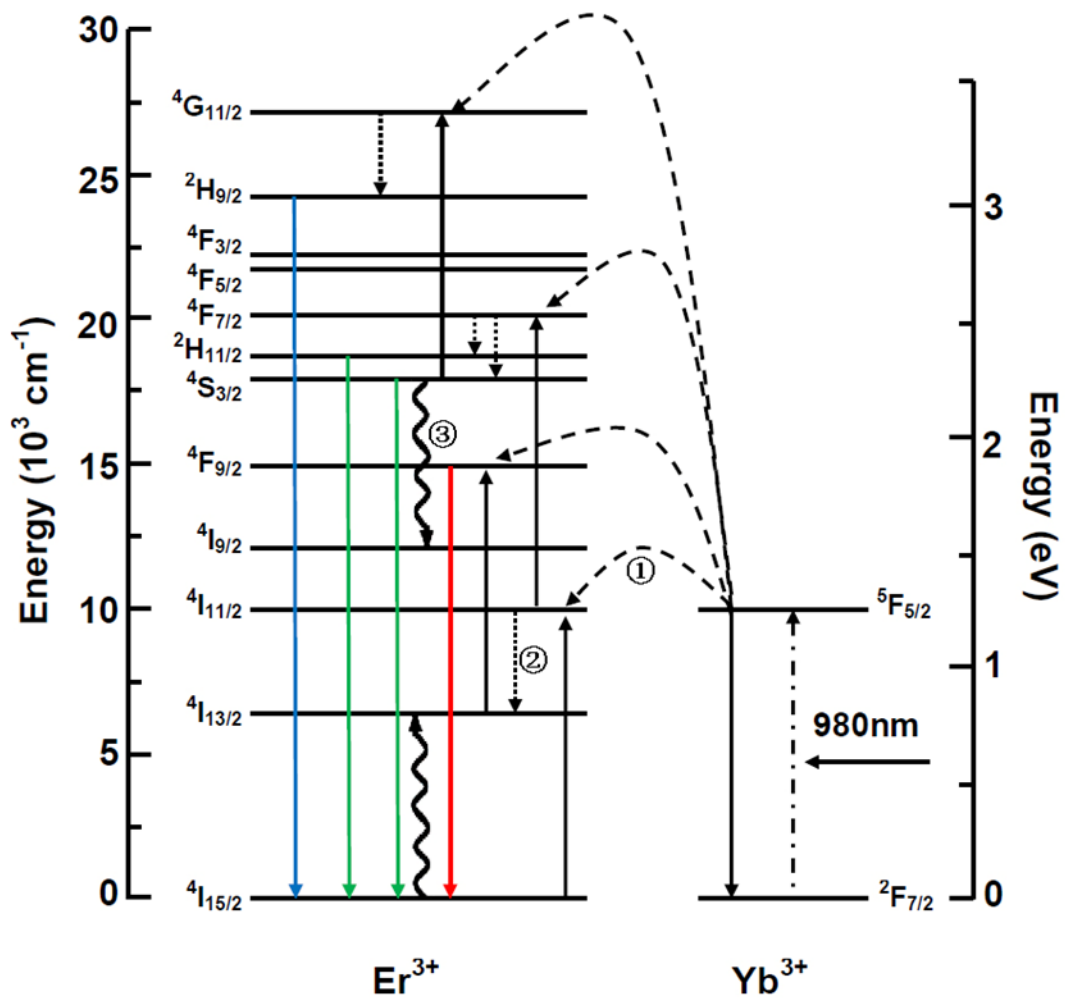 Energy (10³ cm⁻¹)
30
25
20
15
10
5
0
⁴G₁₁/₂
²H₉/₂
⁴F₃/₂
⁴F₅/₂
⁴F₇/₂
²H₁₁/₂
⁴S₃/₂
⁴F₉/₂
⁴I₉/₂
⁴I₁₁/₂
⁴I₁₃/₂
⁴I₁₅/₂
③
②
①
⁵F₅/₂
980nm
²F₇/₂
3
2
1
0
Energy (eV)
Er³⁺
Yb³⁺